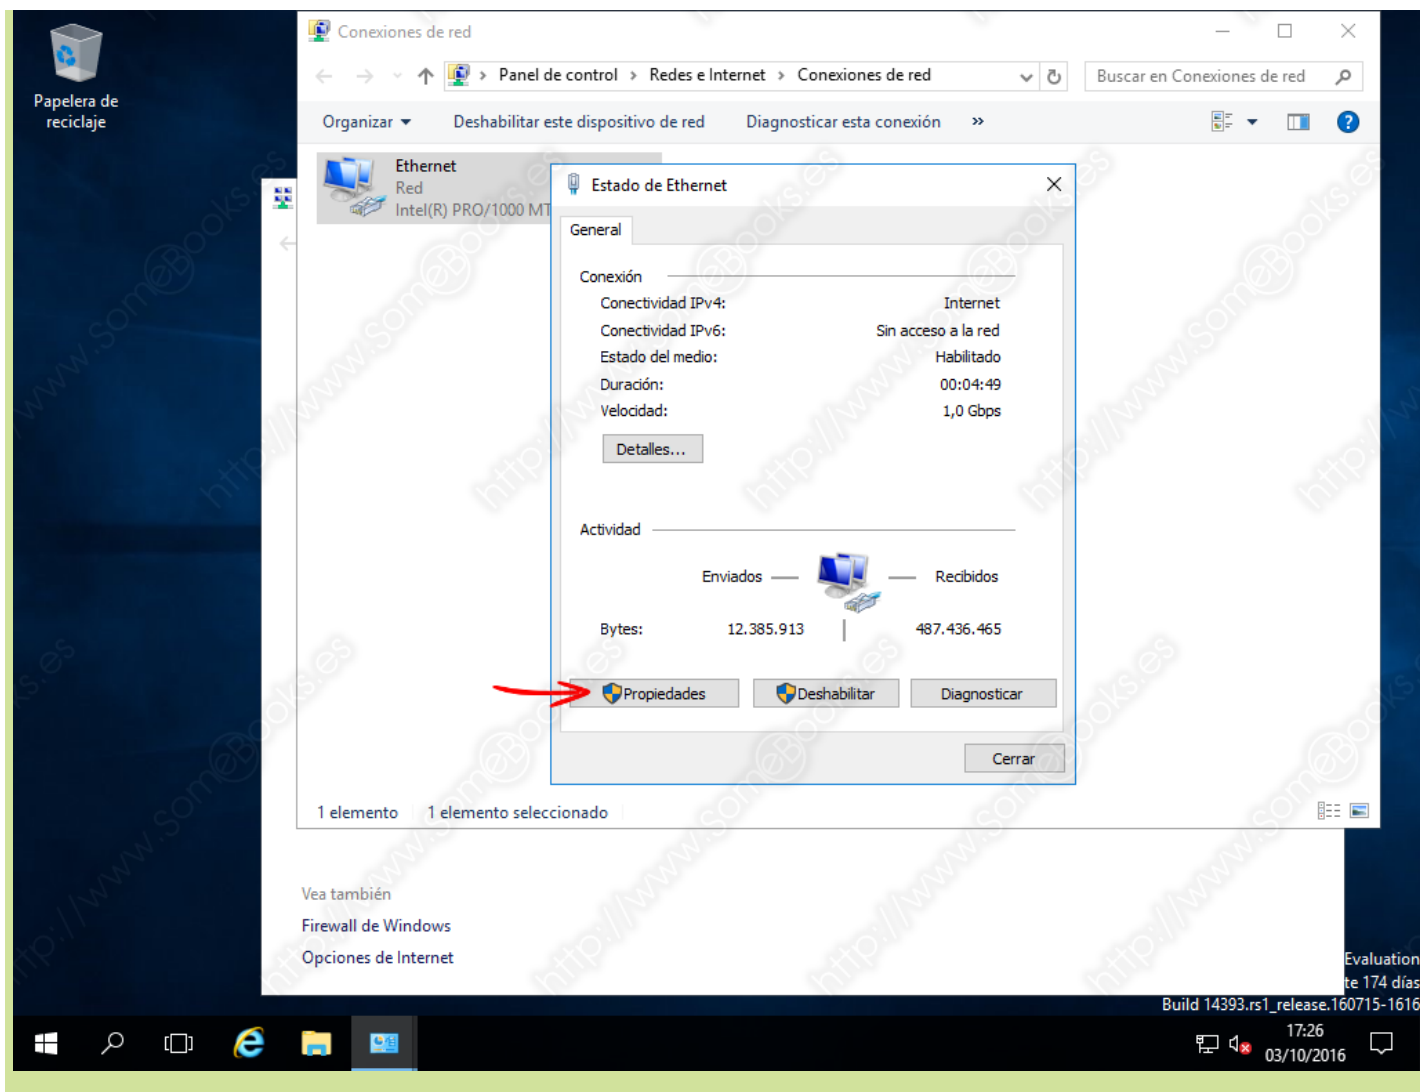 Papelera de
reciclaje
Conexiones de red
Panel de control > Redes e Internet > Conexiones de red
Buscar en Conexiones de red
Organizar
Deshabilitar este dispositivo de red
Diagnosticar esta conexión
»
Ethernet
Red
Intel(R) PRO/1000 MT
Estado de Ethernet
General
Conexión
Conectividad IPv4: Internet
Conectividad IPv6: Sin acceso a la red
Estado del medio: Habilitado
Duración: 00:04:49
Velocidad: 1,0 Gbps
Detalles...
Actividad
Enviados — — Recibidos
Bytes: 12.385.913 | 487.436.465
Propiedades
Deshabilitar
Diagnosticar
Cerrar
1 elemento
1 elemento seleccionado
Vea también
Firewall de Windows
Opciones de Internet
Evaluation
te 174 días
Build 14393.rs1_release.160715-1616
17:26
03/10/2016
http://www.SomeBooks.es